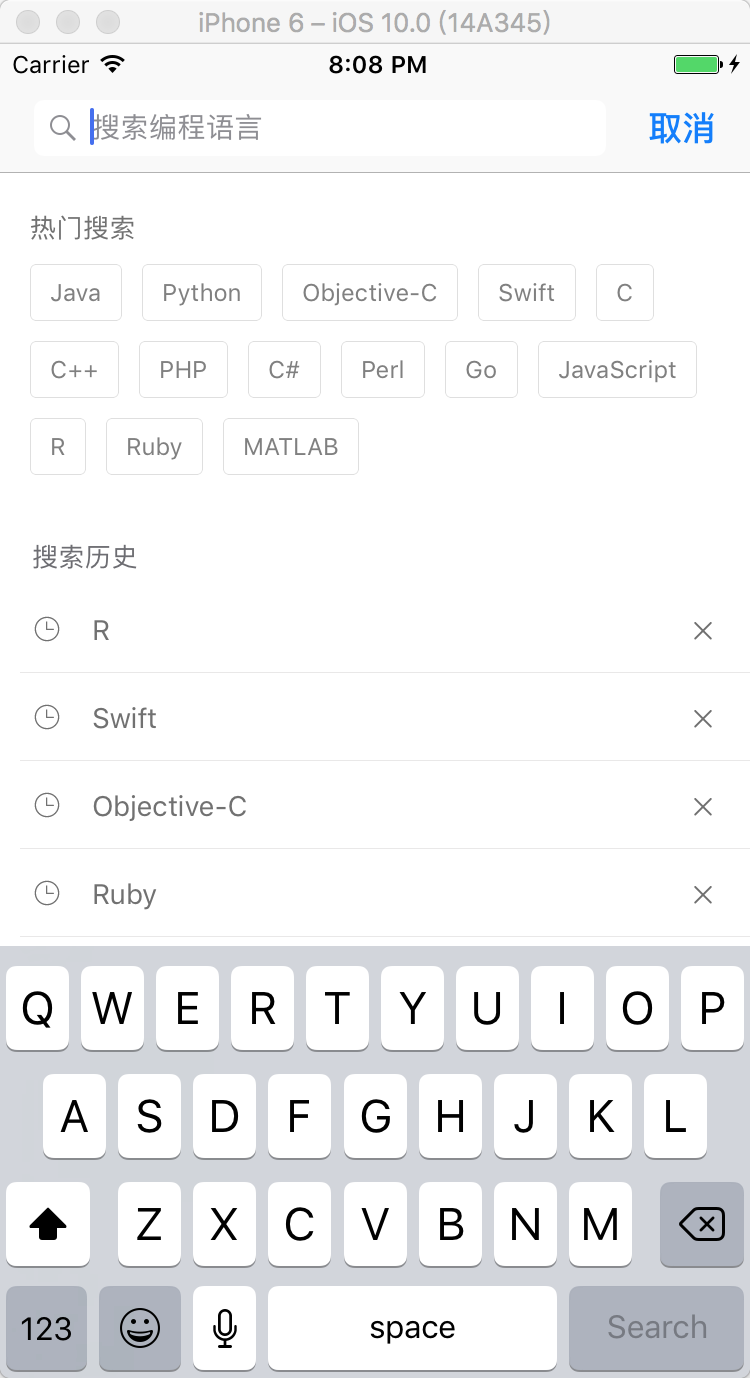 iPhone 6 – iOS 10.0 (14A345)
Carrier 8:08 PM
搜索编程语言 取消
热门搜索
Java Python Objective-C Swift C
C++ PHP C# Perl Go JavaScript
R Ruby MATLAB
搜索历史
R
Swift
Objective-C
Ruby
Q W E R T Y U I O P
A S D F G H J K L
Z X C V B N M
123 space Search